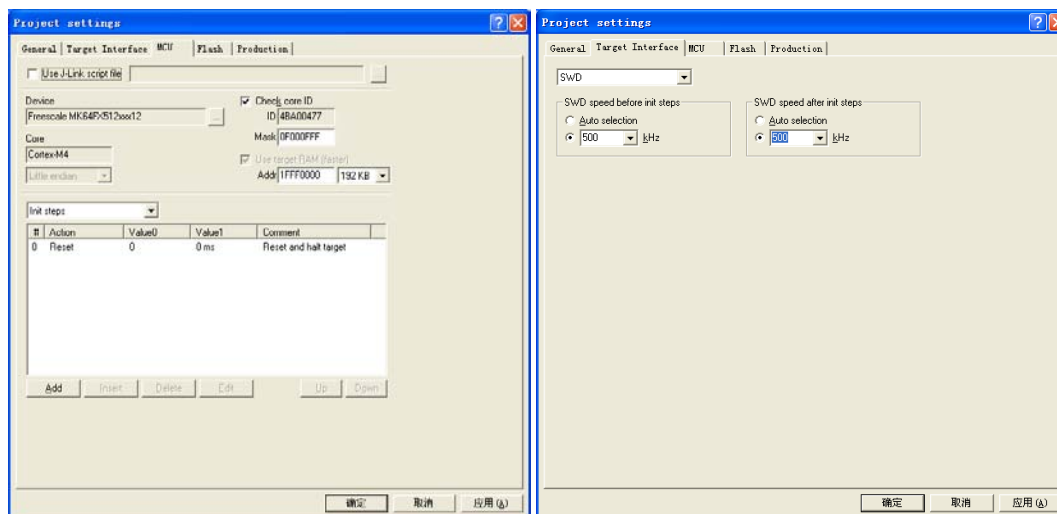 Project settings
General Target Interface MCU Flash Production
Use J-Link script file
...
Device
Freescale MK64FX512xxx12
...
Core
Cortex-M4
Little endian
Check core ID
ID 4BA00477
Mask 0F000FFF
Use target RAM (faster)
Addr 1FFF0000 192 KB
Init steps
# Action Value0 Value1 Comment
0 Reset 0 0 ms Reset and halt target
Add Insert Delete Edit Up Down
确定 取消 应用(A)
Project settings
General Target Interface MCU Flash Production
SWD
SWD speed before init steps
Auto selection
500 kHz
SWD speed after init steps
Auto selection
500 kHz
确定 取消 应用(A)